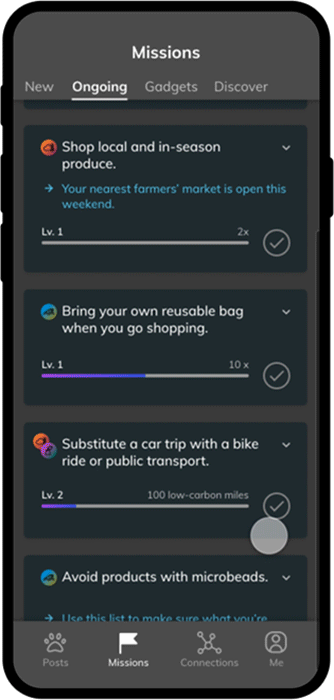 Missions
New Ongoing Gadgets Discover
Shop local and in-season
produce.
Your nearest farmers' market is open this
weekend.
Lv. 1 2x
Bring your own reusable bag
when you go shopping.
Lv. 1 10 x
Substitute a car trip with a bike
ride or public transport.
Lv. 2 100 low-carbon miles
Avoid products with microbeads.
Use this list to make sure what you're
Posts Missions Connections Me